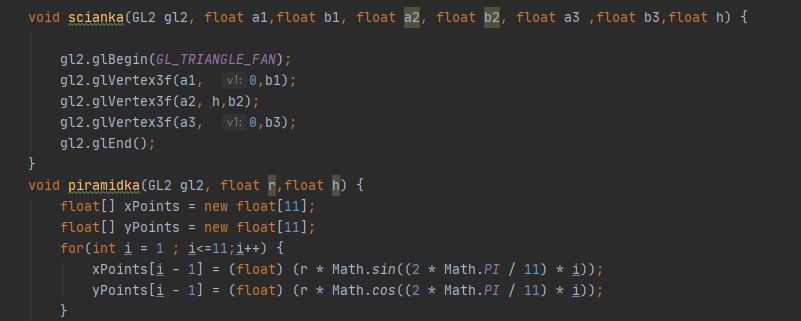 void scianka(GL2 gl2, float a1,float b1, float a2, float b2, float a3 ,float b3,float h) {
gl2.glBegin(GL_TRIANGLE_FAN);
gl2.glVertex3f(a1, v1: 0,b1);
gl2.glVertex3f(a2, h,b2);
gl2.glVertex3f(a3, v1: 0,b3);
gl2.glEnd();
}
void piramidka(GL2 gl2, float r,float h) {
float[] xPoints = new float[11];
float[] yPoints = new float[11];
for(int i = 1 ; i<=11;i++) {
xPoints[i - 1] = (float) (r * Math.sin((2 * Math.PI / 11) * i));
yPoints[i - 1] = (float) (r * Math.cos((2 * Math.PI / 11) * i));
}